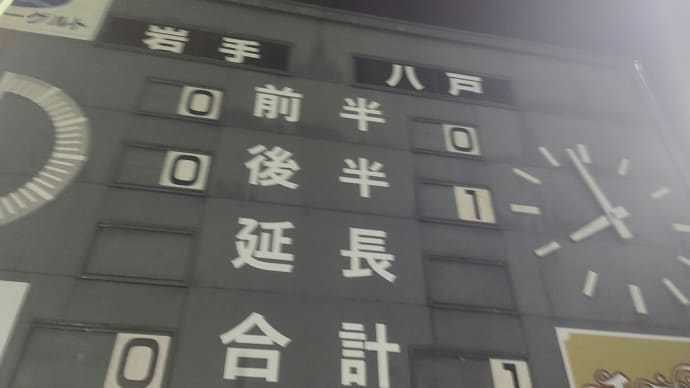 ーグルト
岩手 八戸
0 前半 0
0 後半 1
延長
0 合計 1